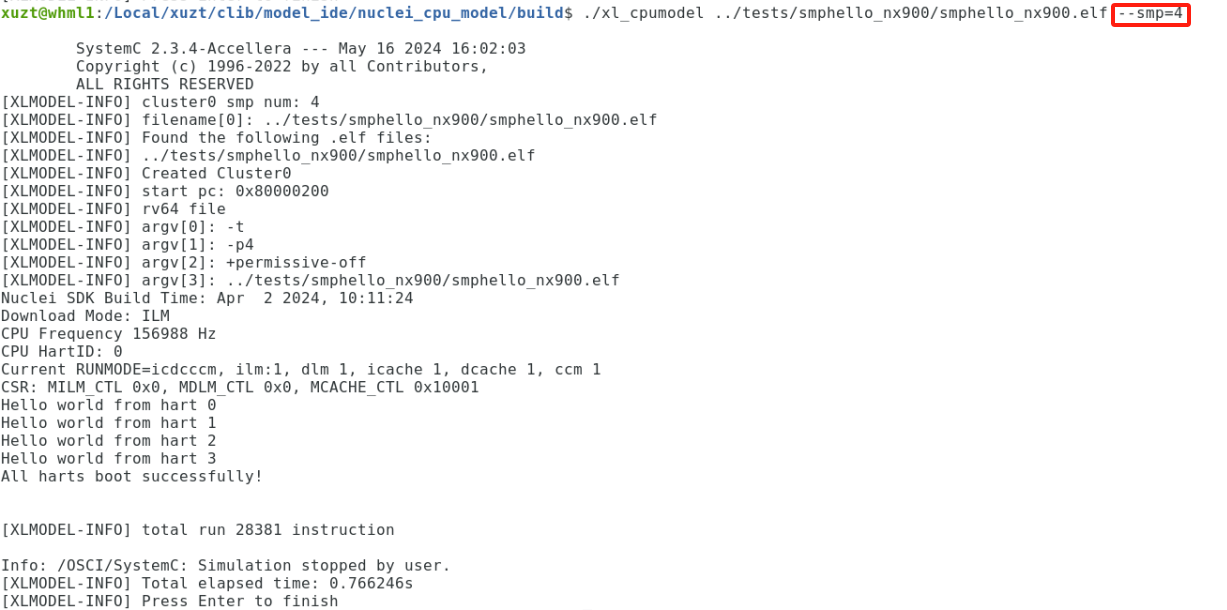 xuzt@whml1:/Local/xuzt/clib/model_ide/nuclei_cpu_model/build$ ./xl_cpumodel ../tests/smphello_nx900/smphello_nx900.elf --smp=4
SystemC 2.3.4-Accellera --- May 16 2024 16:02:03
Copyright (c) 1996-2022 by all Contributors,
ALL RIGHTS RESERVED
[XLMODEL-INFO] cluster0 smp num: 4
[XLMODEL-INFO] filename[0]: ../tests/smphello_nx900/smphello_nx900.elf
[XLMODEL-INFO] Found the following .elf files:
[XLMODEL-INFO] ../tests/smphello_nx900/smphello_nx900.elf
[XLMODEL-INFO] Created Cluster0
[XLMODEL-INFO] start pc: 0x80000200
[XLMODEL-INFO] rv64 file
[XLMODEL-INFO] argv[0]: -t
[XLMODEL-INFO] argv[1]: -p4
[XLMODEL-INFO] argv[2]: +permissive-off
[XLMODEL-INFO] argv[3]: ../tests/smphello_nx900/smphello_nx900.elf
Nuclei SDK Build Time: Apr  2 2024, 10:11:24
Download Mode: ILM
CPU Frequency 156988 Hz
CPU HartID: 0
Current RUNMODE=icdcccm, ilm:1, dlm 1, icache 1, dcache 1, ccm 1
CSR: MILM_CTL 0x0, MDLM_CTL 0x0, MCACHE_CTL 0x10001
Hello world from hart 0
Hello world from hart 1
Hello world from hart 2
Hello world from hart 3
All harts boot successfully!
[XLMODEL-INFO] total run 28381 instruction
Info: /OSCI/SystemC: Simulation stopped by user.
[XLMODEL-INFO] Total elapsed time: 0.766246s
[XLMODEL-INFO] Press Enter to finish